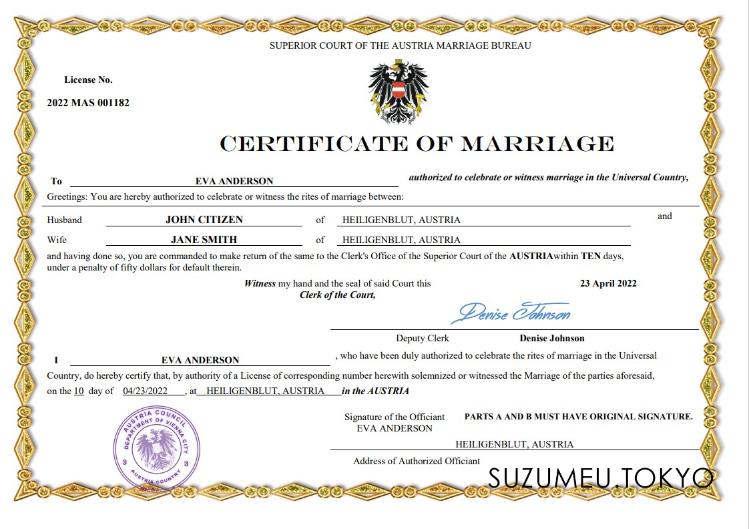 SUPERIOR COURT OF THE AUSTRIA MARRIAGE BUREAU
License No.
2022 MAS 001182
CERTIFICATE OF MARRIAGE
To EVA ANDERSON authorized to celebrate or witness marriage in the Universal Country,
Greetings: You are hereby authorized to celebrate or witness the rites of marriage between:
Husband JOHN CITIZEN of HEILIGENBLUT, AUSTRIA and
Wife JANE SMITH of HEILIGENBLUT, AUSTRIA
and having done so, you are commanded to make return of the same to the Clerk's Office of the Superior Court of the AUSTRIAwithin TEN days,
under a penalty of fifty dollars for default therein.
Witness my hand and the seal of said Court this 23 April 2022
Clerk of the Court,
Denise Johnson
Deputy Clerk Denise Johnson
I EVA ANDERSON , who have been duly authorized to celebrate the rites of marriage in the Universal
Country, do hereby certify that, by authority of a License of corresponding number herewith solemnized or witnessed the Marriage of the parties aforesaid,
on the 10 day of 04/23/2022 , at HEILIGENBLUT, AUSTRIA in the AUSTRIA
AUSTRIA COUNCIL
DEPARTMENT OF VIENNA CITY
AUSTRIA COUNTRY
Signature of the Officiant PARTS A AND B MUST HAVE ORIGINAL SIGNATURE.
EVA ANDERSON
HEILIGENBLUT, AUSTRIA
Address of Authorized Officiant
SUZUMEU.TOKYO